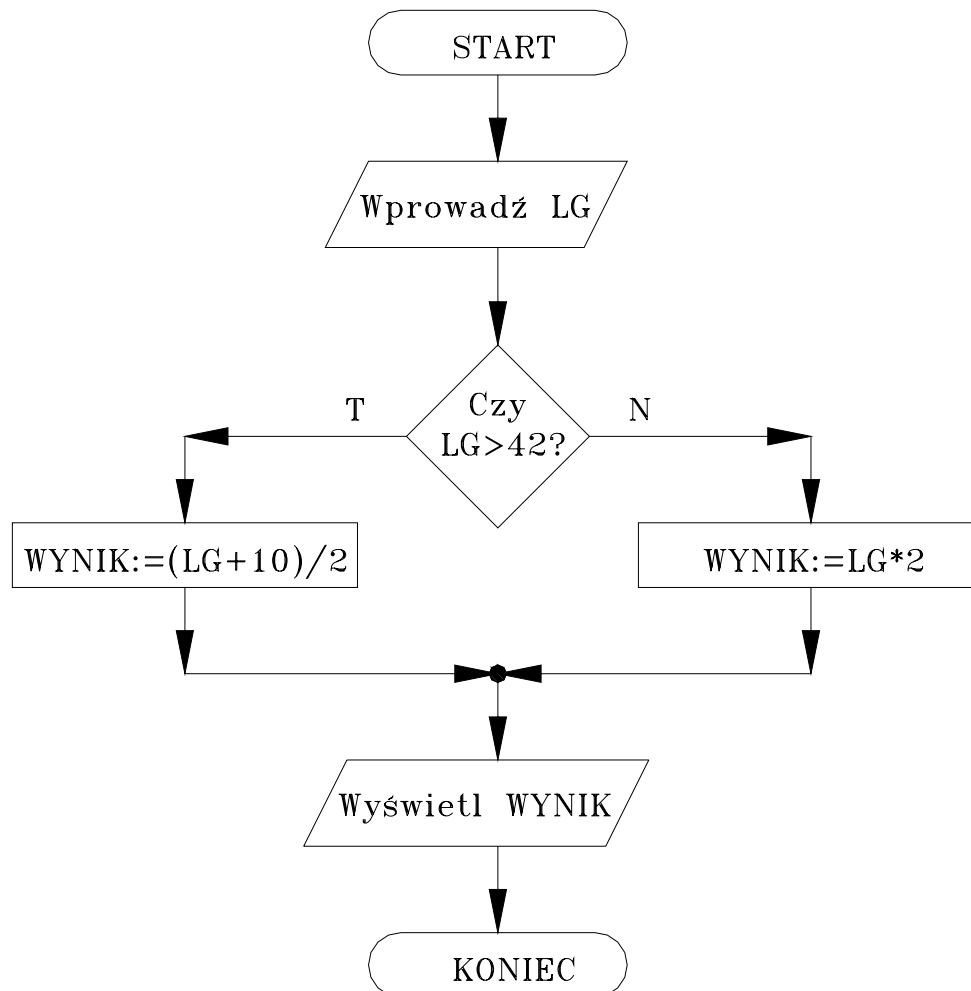 START
Wprowadź LG
Czy
LG>42?
T
N
WYNIK:=(LG+10)/2
WYNIK:=LG*2
Wyświetl WYNIK
KONIEC